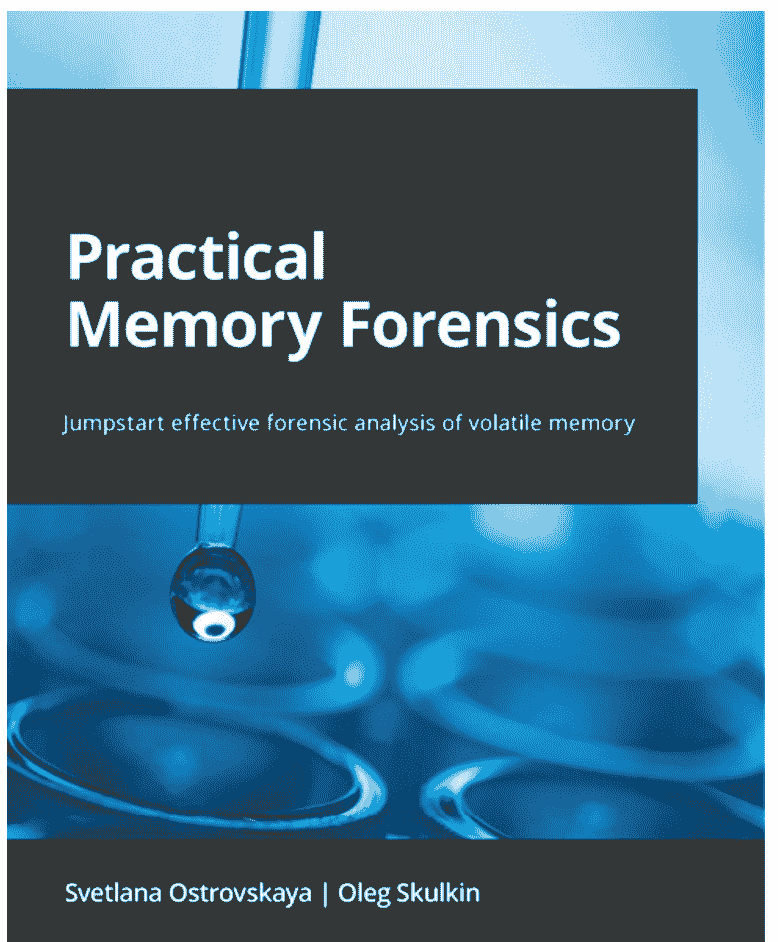 Practical
Memory Forensics
Jumpstart effective forensic analysis of volatile memory
Svetlana Ostrovskaya | Oleg Skulkin